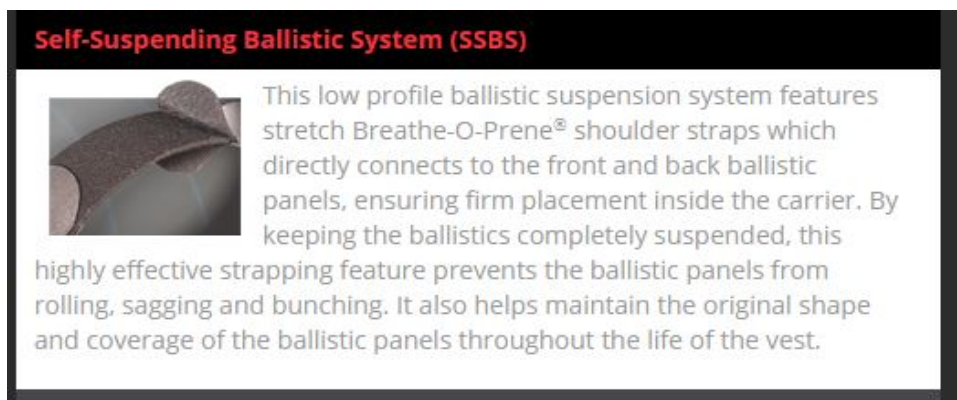 Self-Suspending Ballistic System (SSBS)
This low profile ballistic suspension system features
stretch Breathe-O-Prene® shoulder straps which
directly connects to the front and back ballistic
panels, ensuring firm placement inside the carrier. By
keeping the ballistics completely suspended, this
highly effective strapping feature prevents the ballistic panels from
rolling, sagging and bunching. It also helps maintain the original shape
and coverage of the ballistic panels throughout the life of the vest.